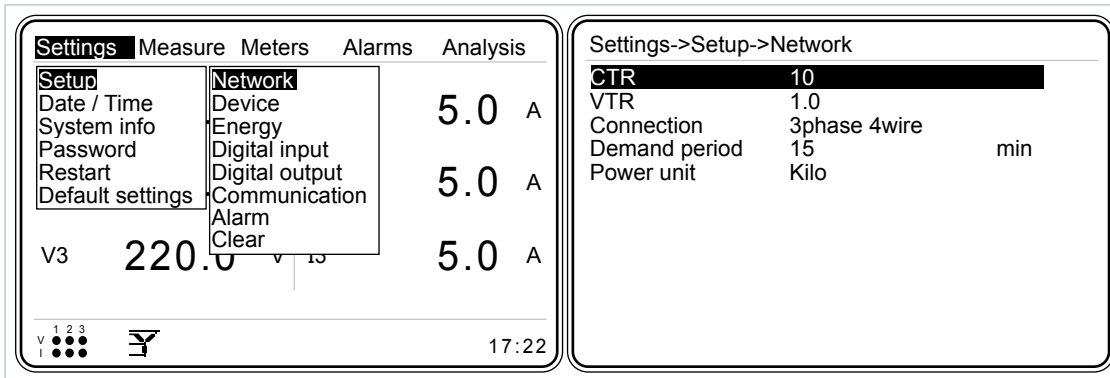 Settings Measure Meters Alarms Analysis
Setup
Date / Time
System info
Password
Restart
Default settings
Network
Device
Energy
Digital input
Digital output
Communication
Alarm
Clear
5.0 A
5.0 A
V3 220.0 V I3 5.0 A
1 2 3
V
I
17:22
Settings->Setup->Network
CTR 10
VTR 1.0
Connection 3phase 4wire
Demand period 15 min
Power unit Kilo